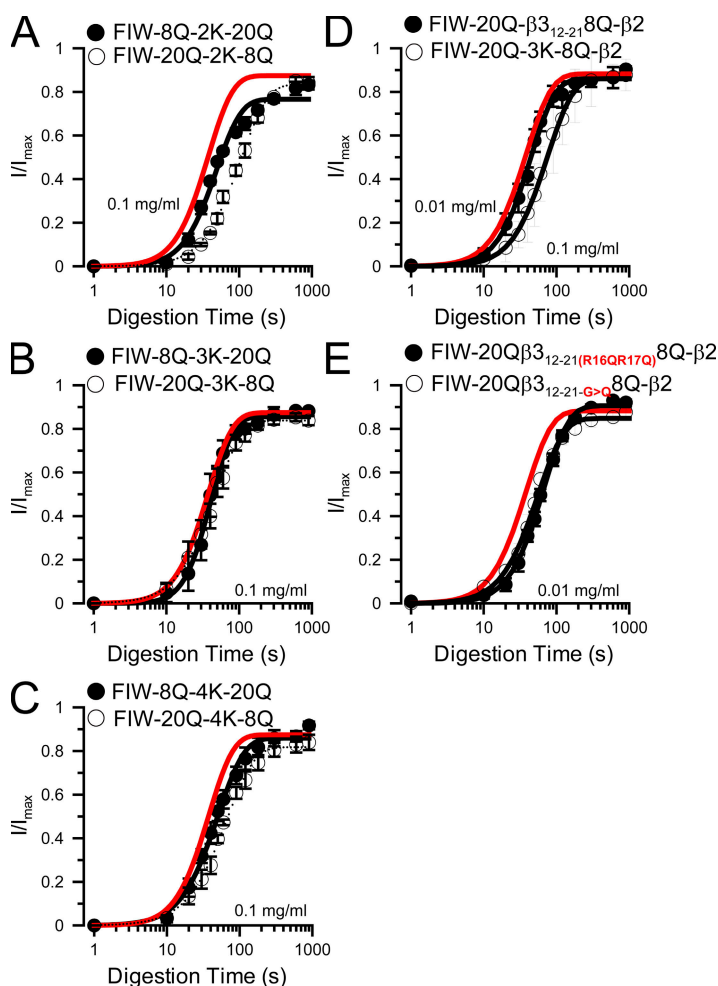 A
FIW-8Q-2K-20Q
FIW-20Q-2K-8Q
I/Imax
1
0.8
0.6
0.4
0.2
0
0.1 mg/ml
1 10 100 1000
Digestion Time (s)
B
FIW-8Q-3K-20Q
FIW-20Q-3K-8Q
I/Imax
1
0.8
0.6
0.4
0.2
0
0.1 mg/ml
1 10 100 1000
Digestion Time (s)
C
FIW-8Q-4K-20Q
FIW-20Q-4K-8Q
I/Imax
1
0.8
0.6
0.4
0.2
0
0.1 mg/ml
1 10 100 1000
Digestion Time (s)
D
FIW-20Q-β312-218Q-β2
FIW-20Q-3K-8Q-β2
I/Imax
1
0.8
0.6
0.4
0.2
0
0.01 mg/ml
0.1 mg/ml
1 10 100 1000
Digestion Time (s)
E
FIW-20Qβ312-21(R16QR17Q)8Q-β2
FIW-20Qβ312-21-G>Q8Q-β2
I/Imax
1
0.8
0.6
0.4
0.2
0
0.01 mg/ml
1 10 100 1000
Digestion Time (s)